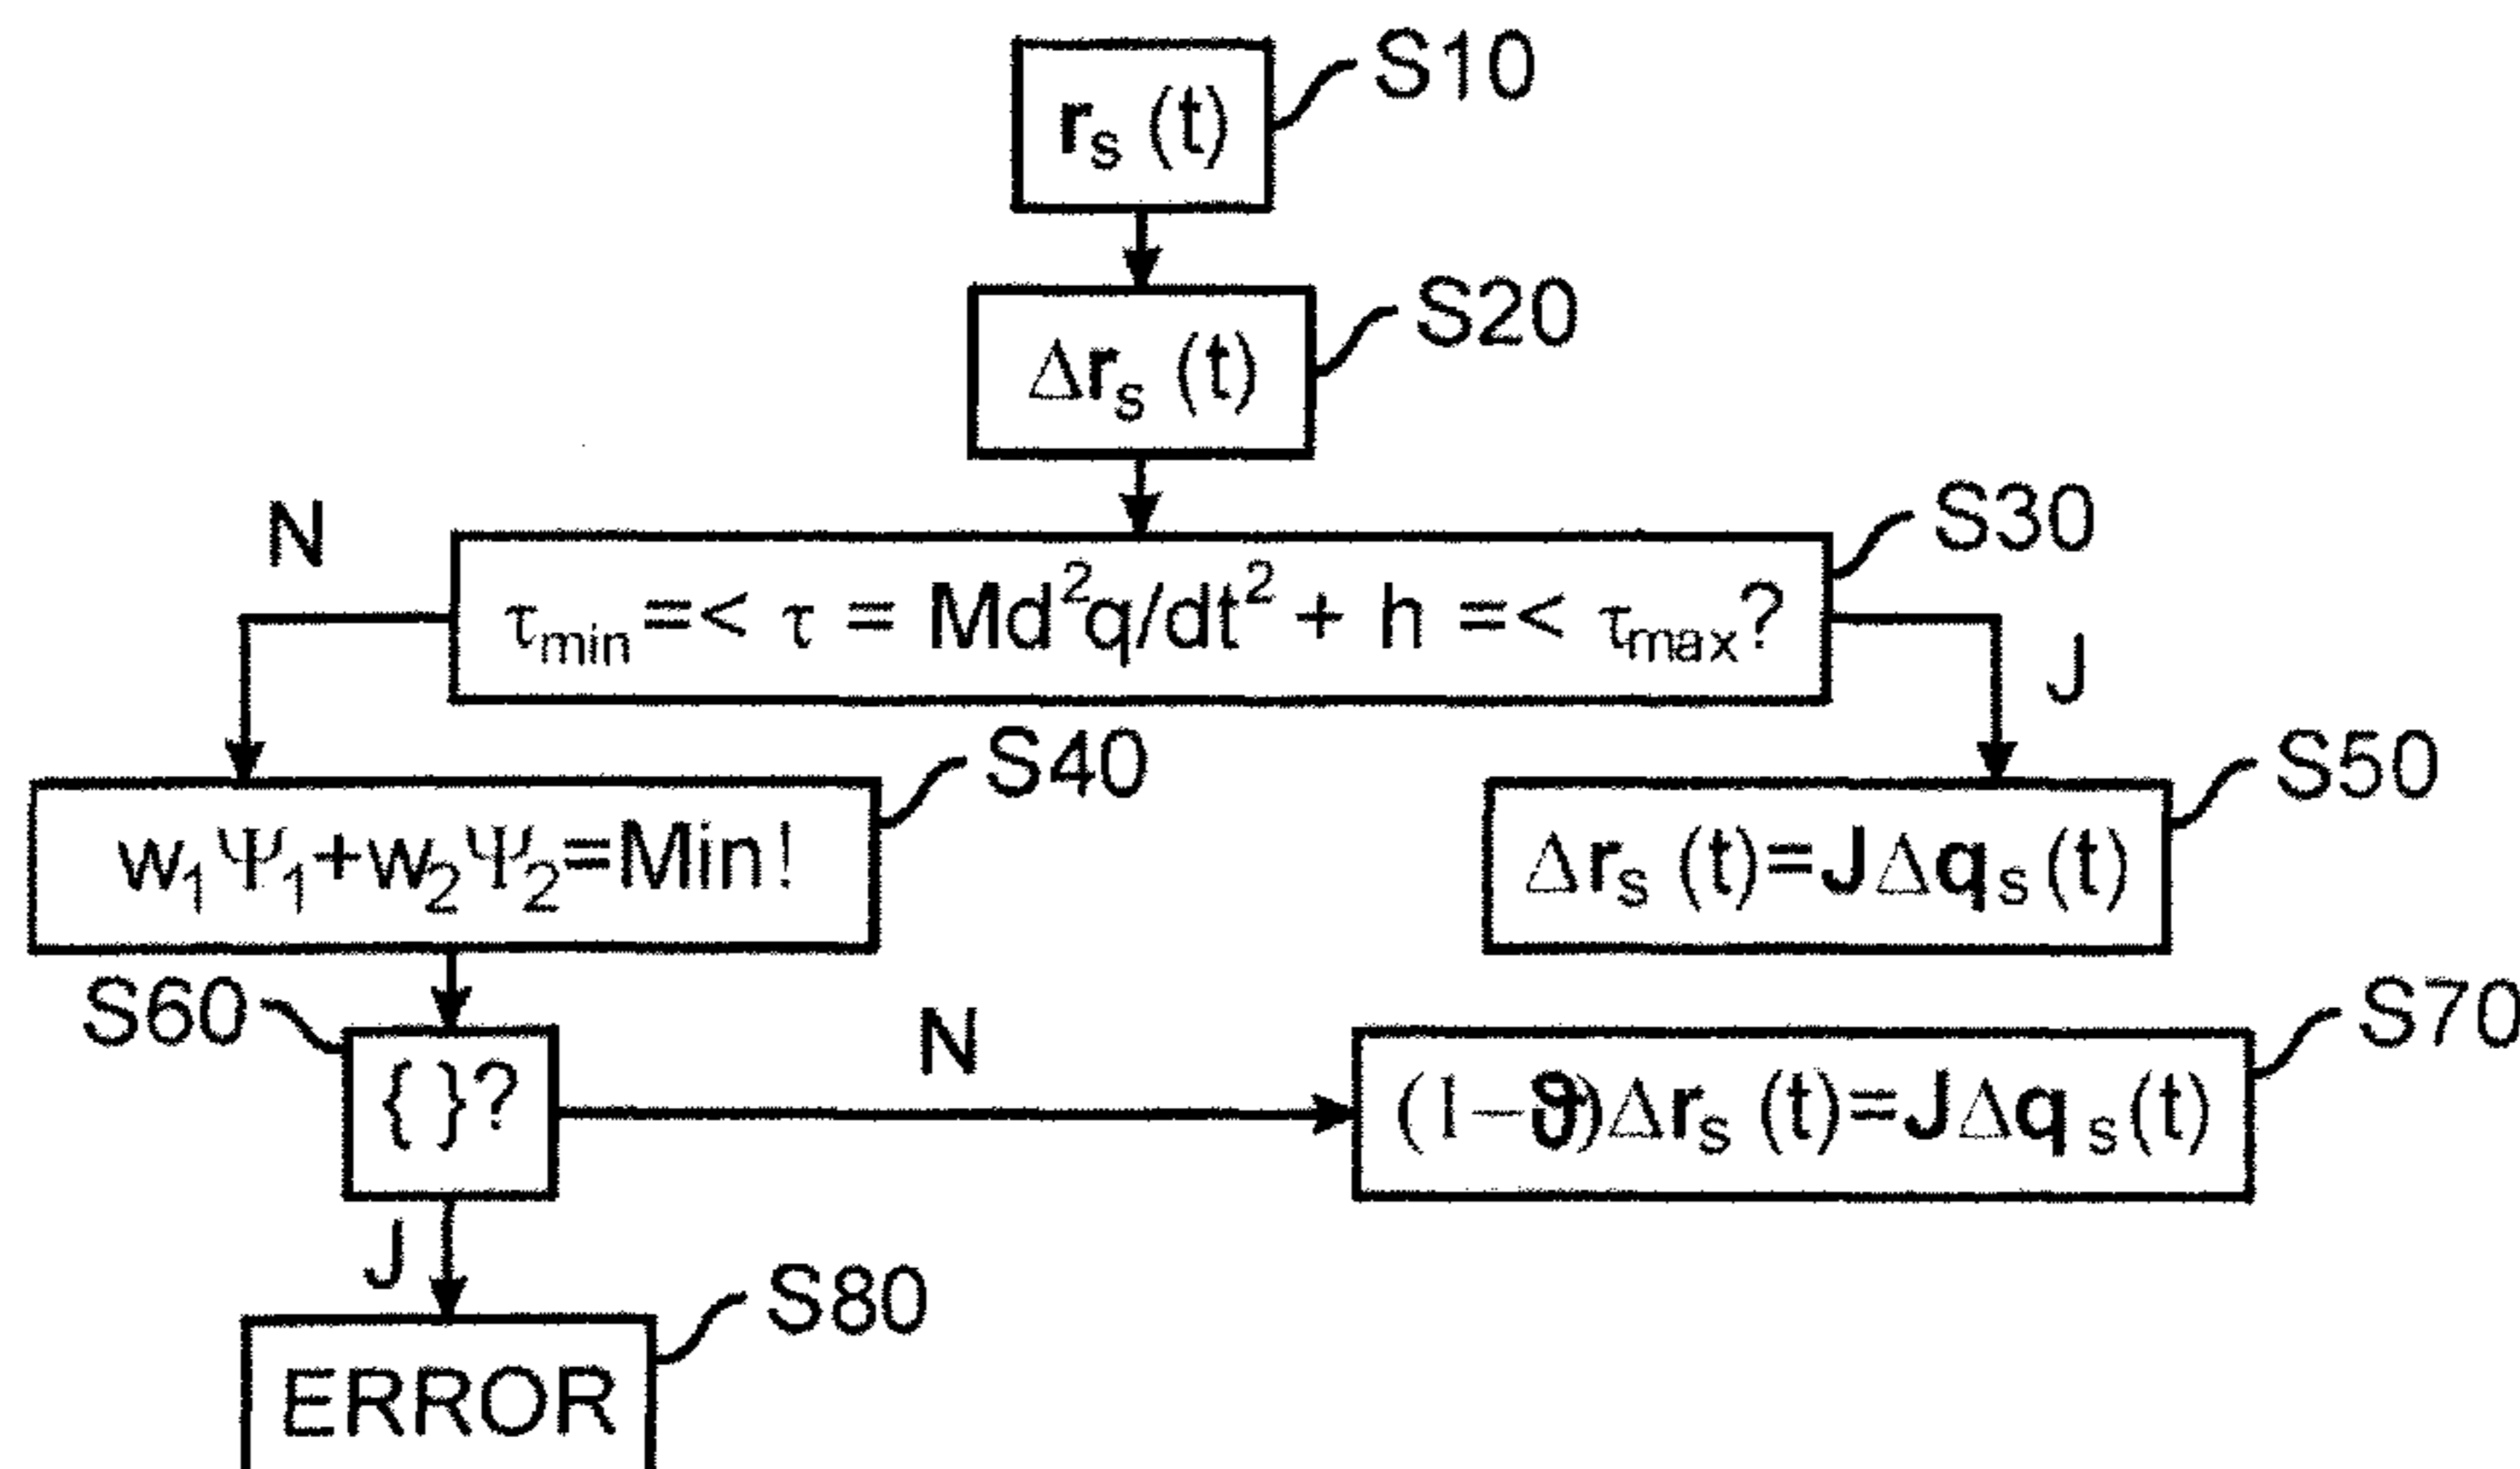 r_s (t) S10
Δr_s (t) S20
N
τ_min =< τ = Md²q/dt² + h =< τ_max? S30
J
w₁Ψ₁+w₂Ψ₂=Min! S40
Δr_s (t)=JΔq_s(t) S50
S60 { }?
N
(I−ϑ)Δr_s (t)=JΔq_s(t) S70
J
ERROR S80